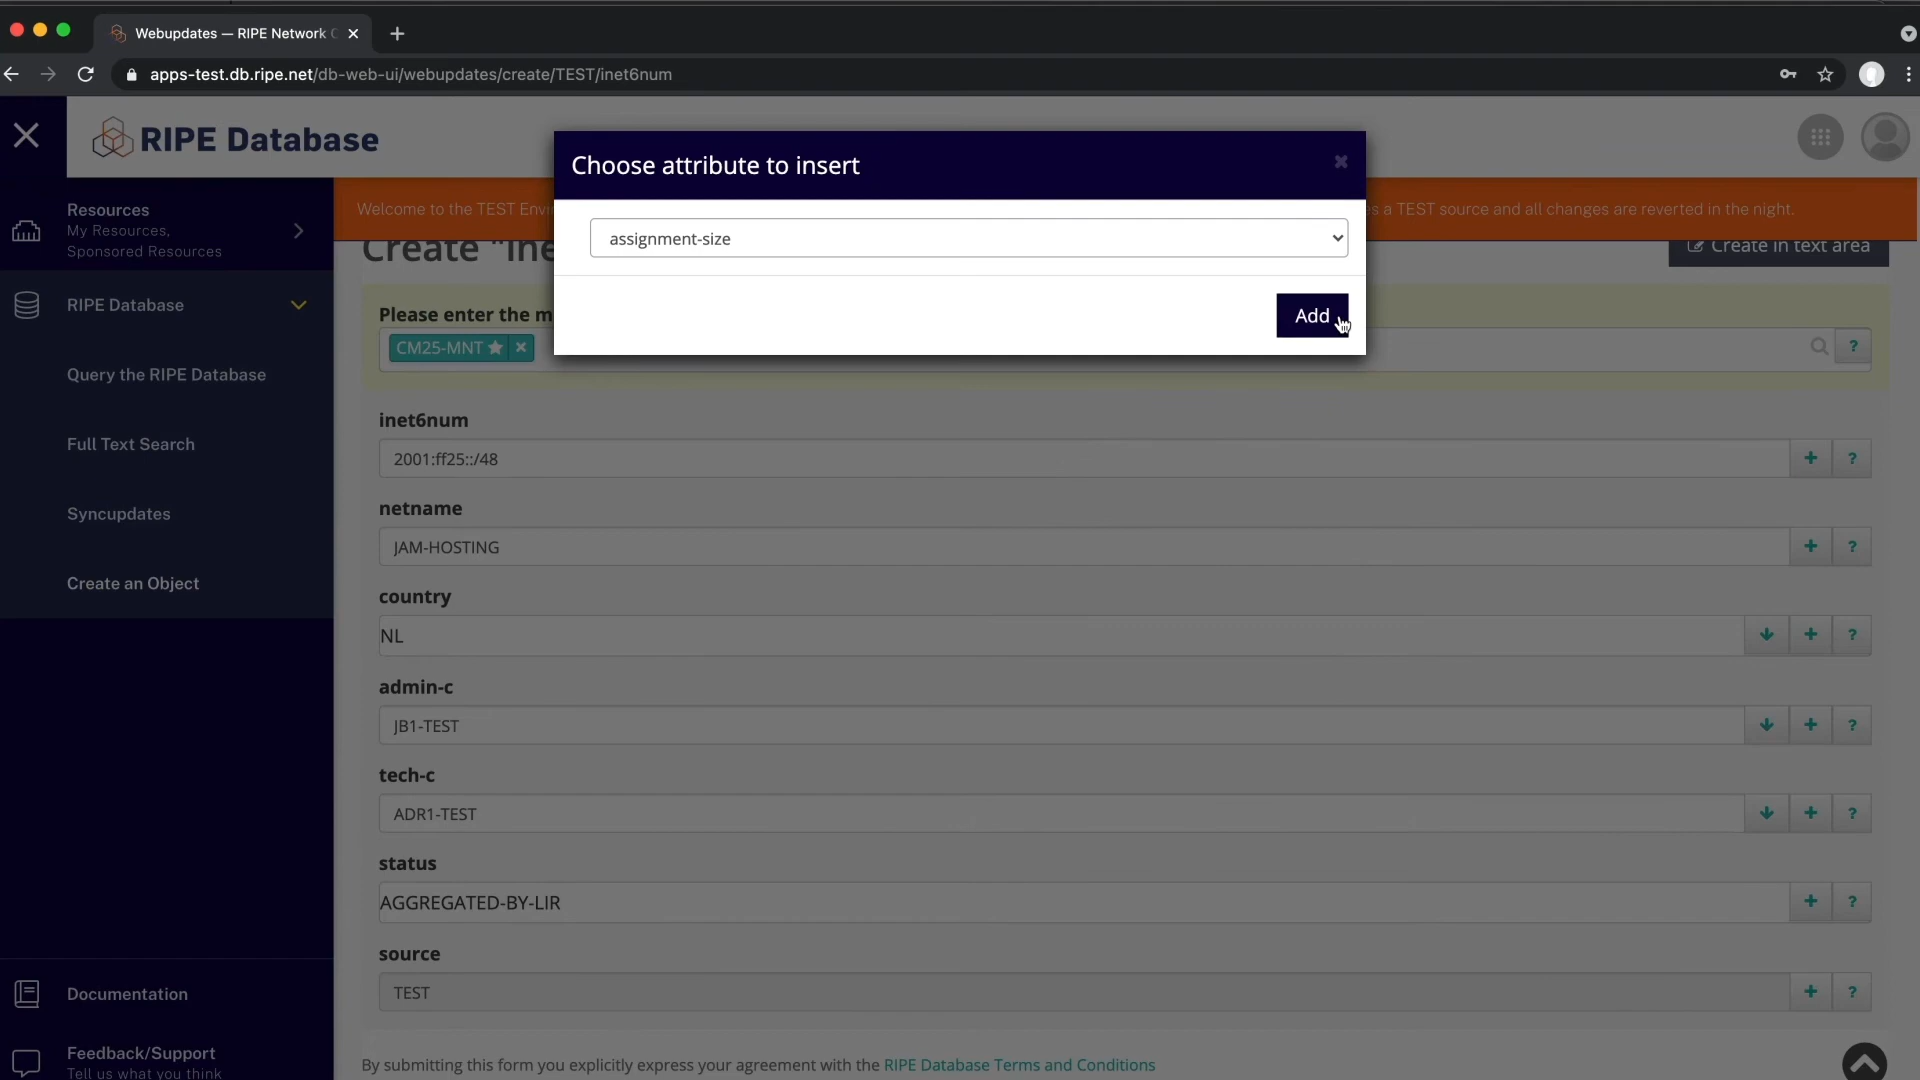 Webupdates — RIPE Network C
apps-test.db.ripe.net/db-web-ui/webupdates/create/TEST/inet6num
RIPE Database
Choose attribute to insert
assignment-size
Add
Resources
My Resources,
Sponsored Resources
RIPE Database
Query the RIPE Database
Full Text Search
Syncupdates
Create an Object
Documentation
Feedback/Support
Tell us what you think
Welcome to the TEST Envi
s a TEST source and all changes are reverted in the night.
Create "ine
Create in text area
Please enter the m
CM25-MNT
?
inet6num
2001:ff25::/48
+ ?
netname
JAM-HOSTING
+ ?
country
NL
+ ?
admin-c
JB1-TEST
+ ?
tech-c
ADR1-TEST
+ ?
status
AGGREGATED-BY-LIR
+ ?
source
TEST
+ ?
By submitting this form you explicitly express your agreement with the RIPE Database Terms and Conditions